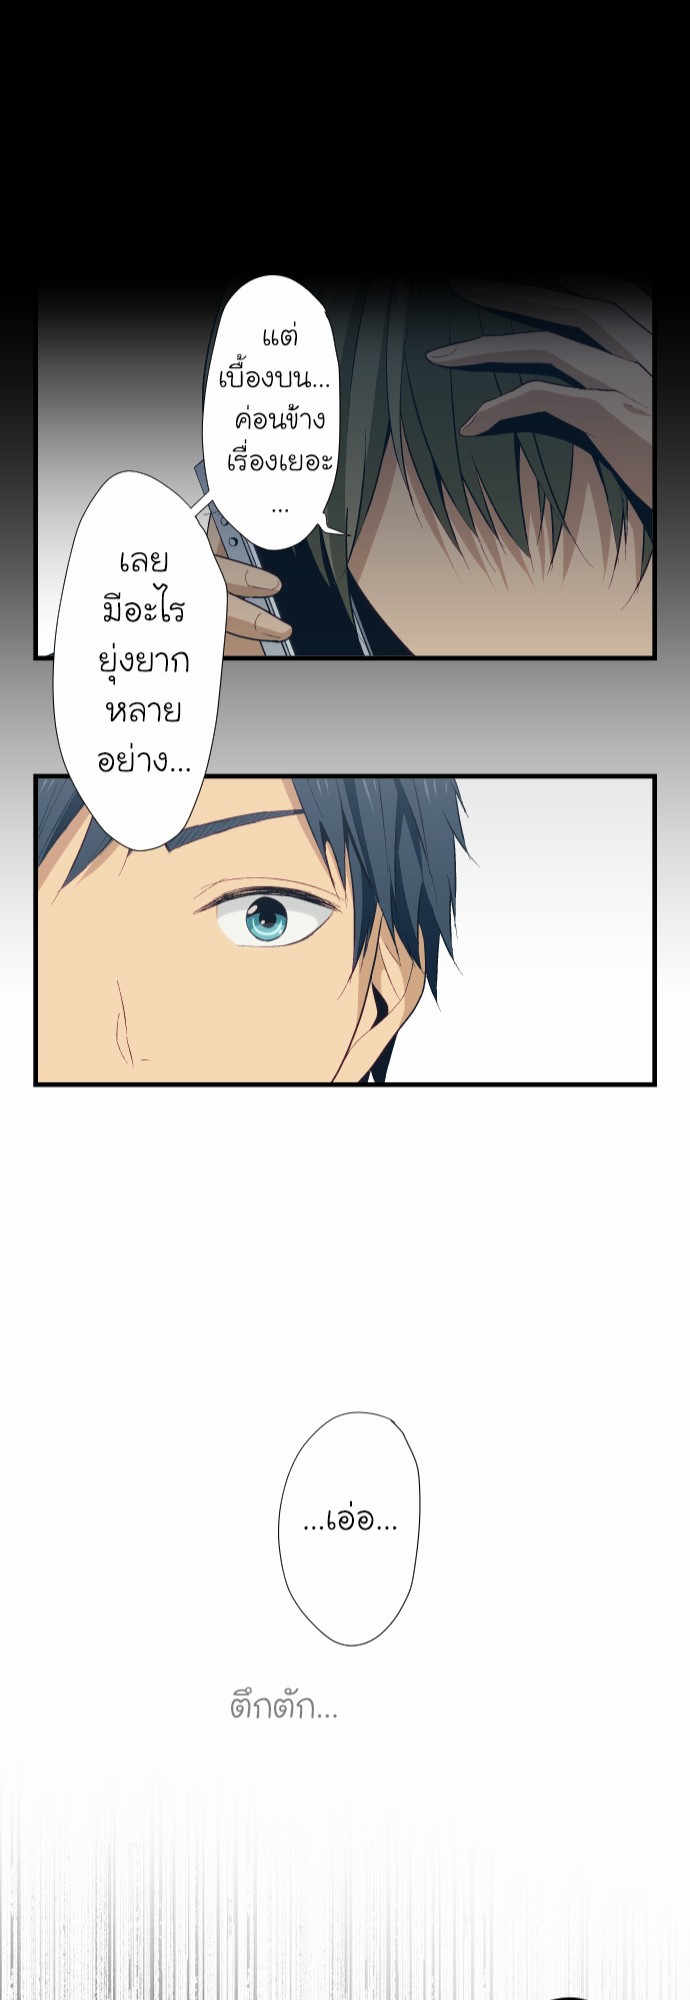 แต่
เบื้องบน...
ค่อนข้าง
เรื่องเยอะ
...
เลย
มีอะไร
ยุ่งยาก
หลาย
อย่าง...
...เอ่อ...
ตึกตัก...